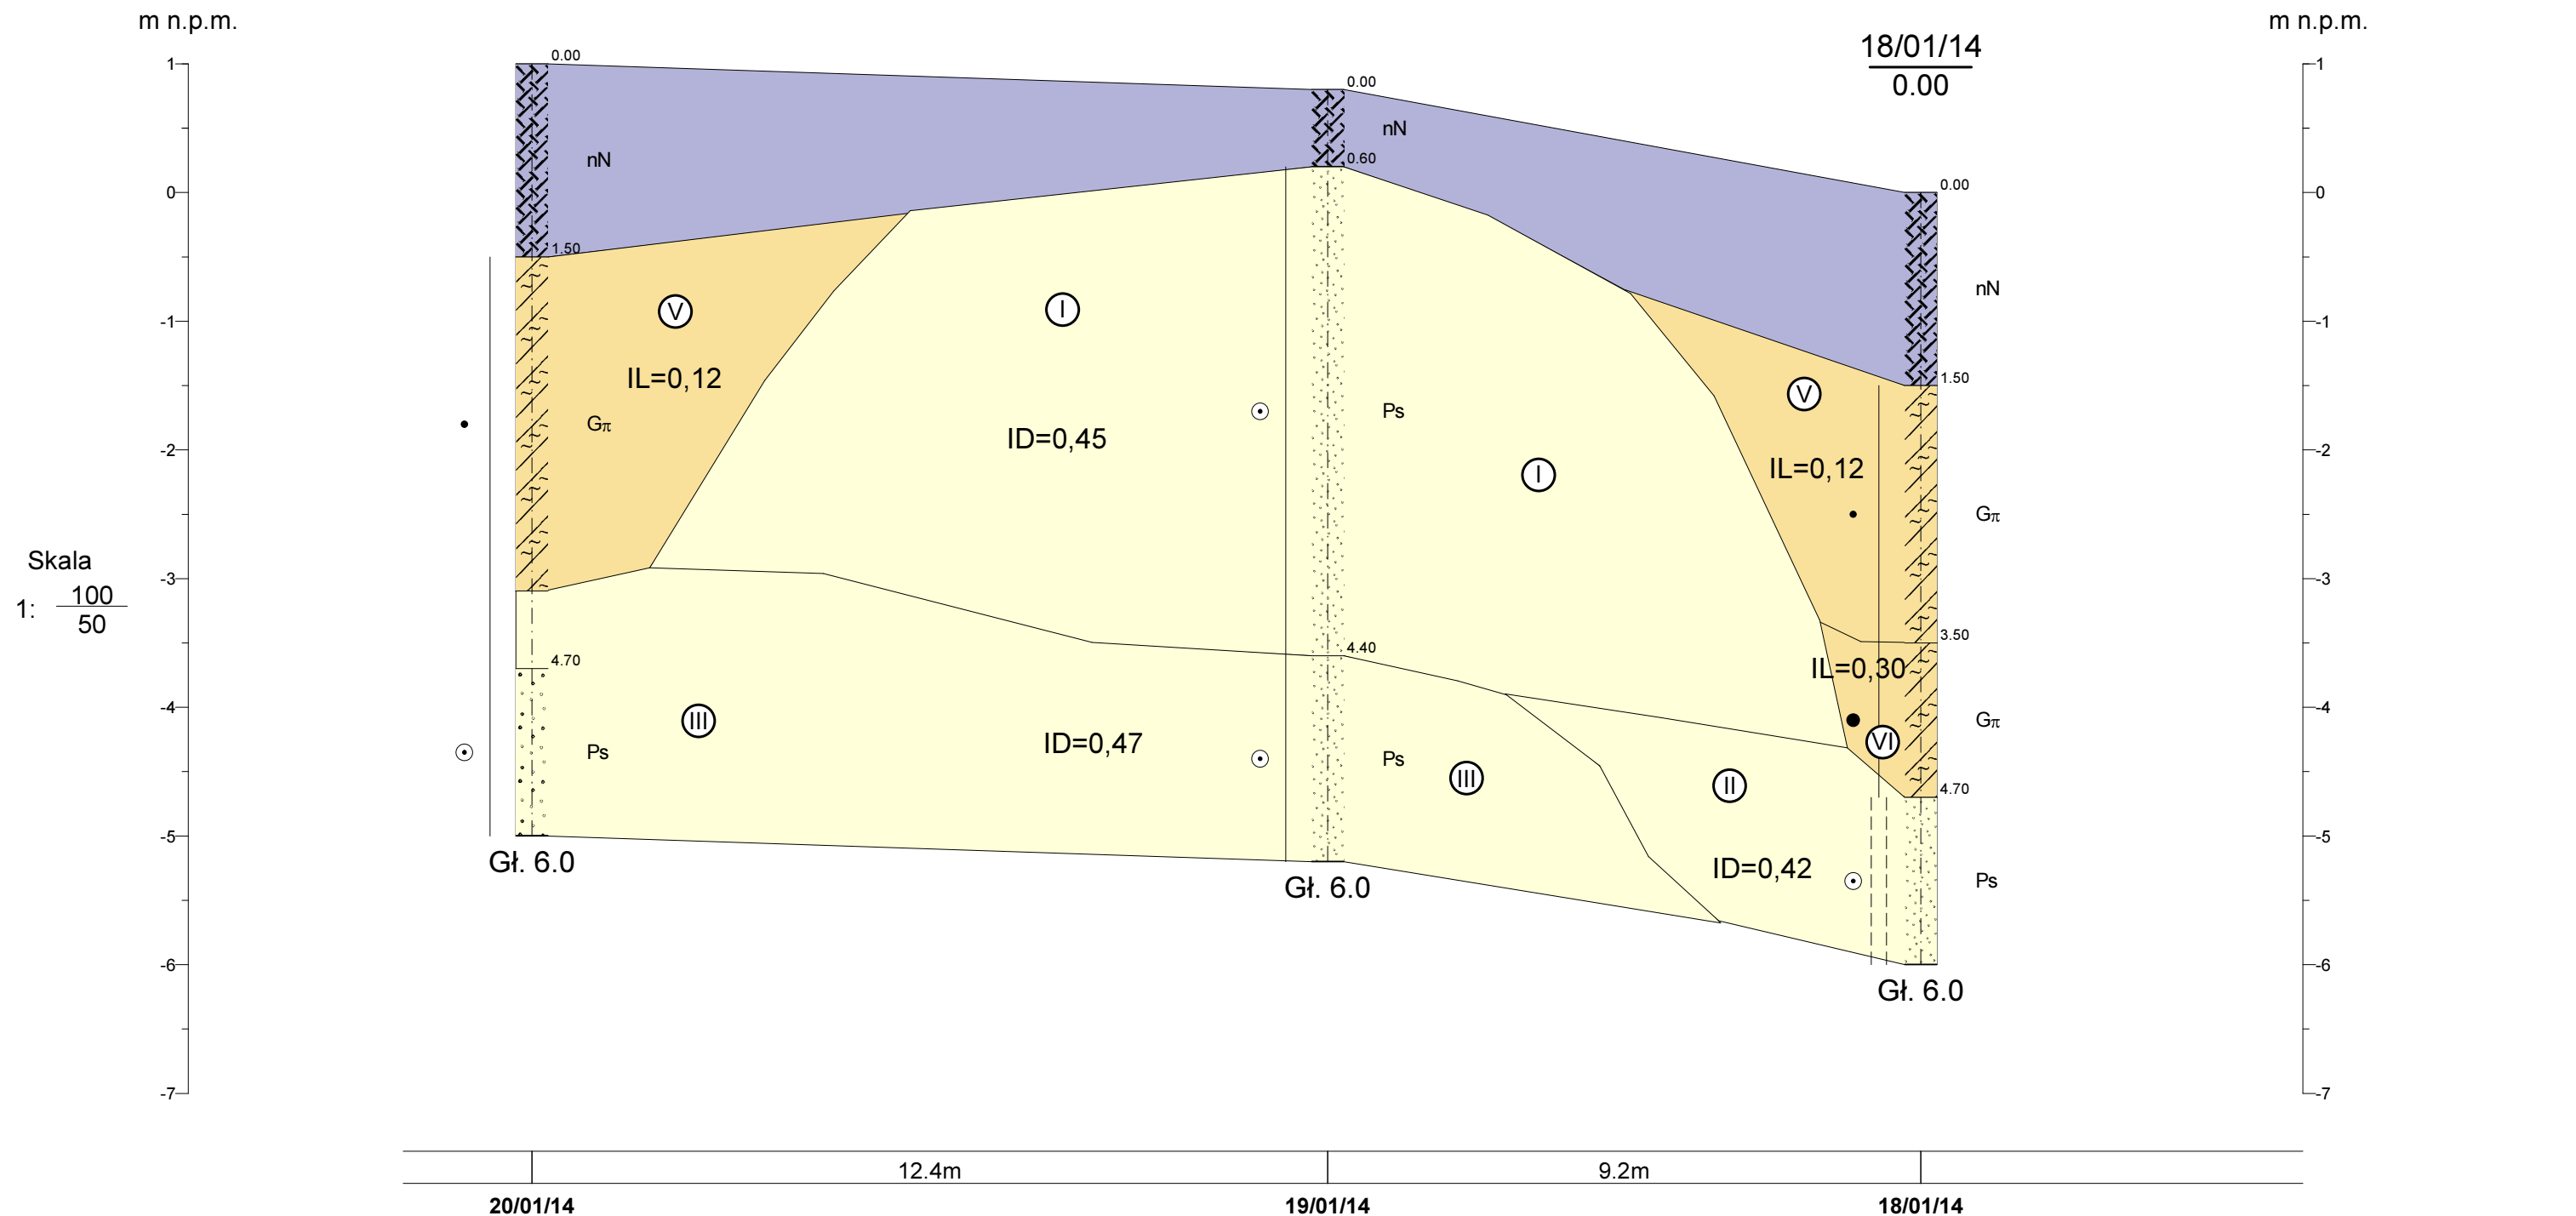 m n.p.m.
m n.p.m.
18/01/14
0.00
1
0
-1
-2
-3
-4
-5
-6
-7
Skala
1: 100
50
0.00
nN
1.50
V
IL=0,12
Gπ
4.70
III
Ps
Gł. 6.0
I
ID=0,45
ID=0,47
0.00
nN
0.60
Ps
I
4.40
Ps
III
Gł. 6.0
II
ID=0,42
0.00
nN
1.50
V
IL=0,12
Gπ
3.50
IL=0,30
Gπ
VI
4.70
Ps
Gł. 6.0
1
0
-1
-2
-3
-4
-5
-6
-7
12.4m
9.2m
20/01/14
19/01/14
18/01/14